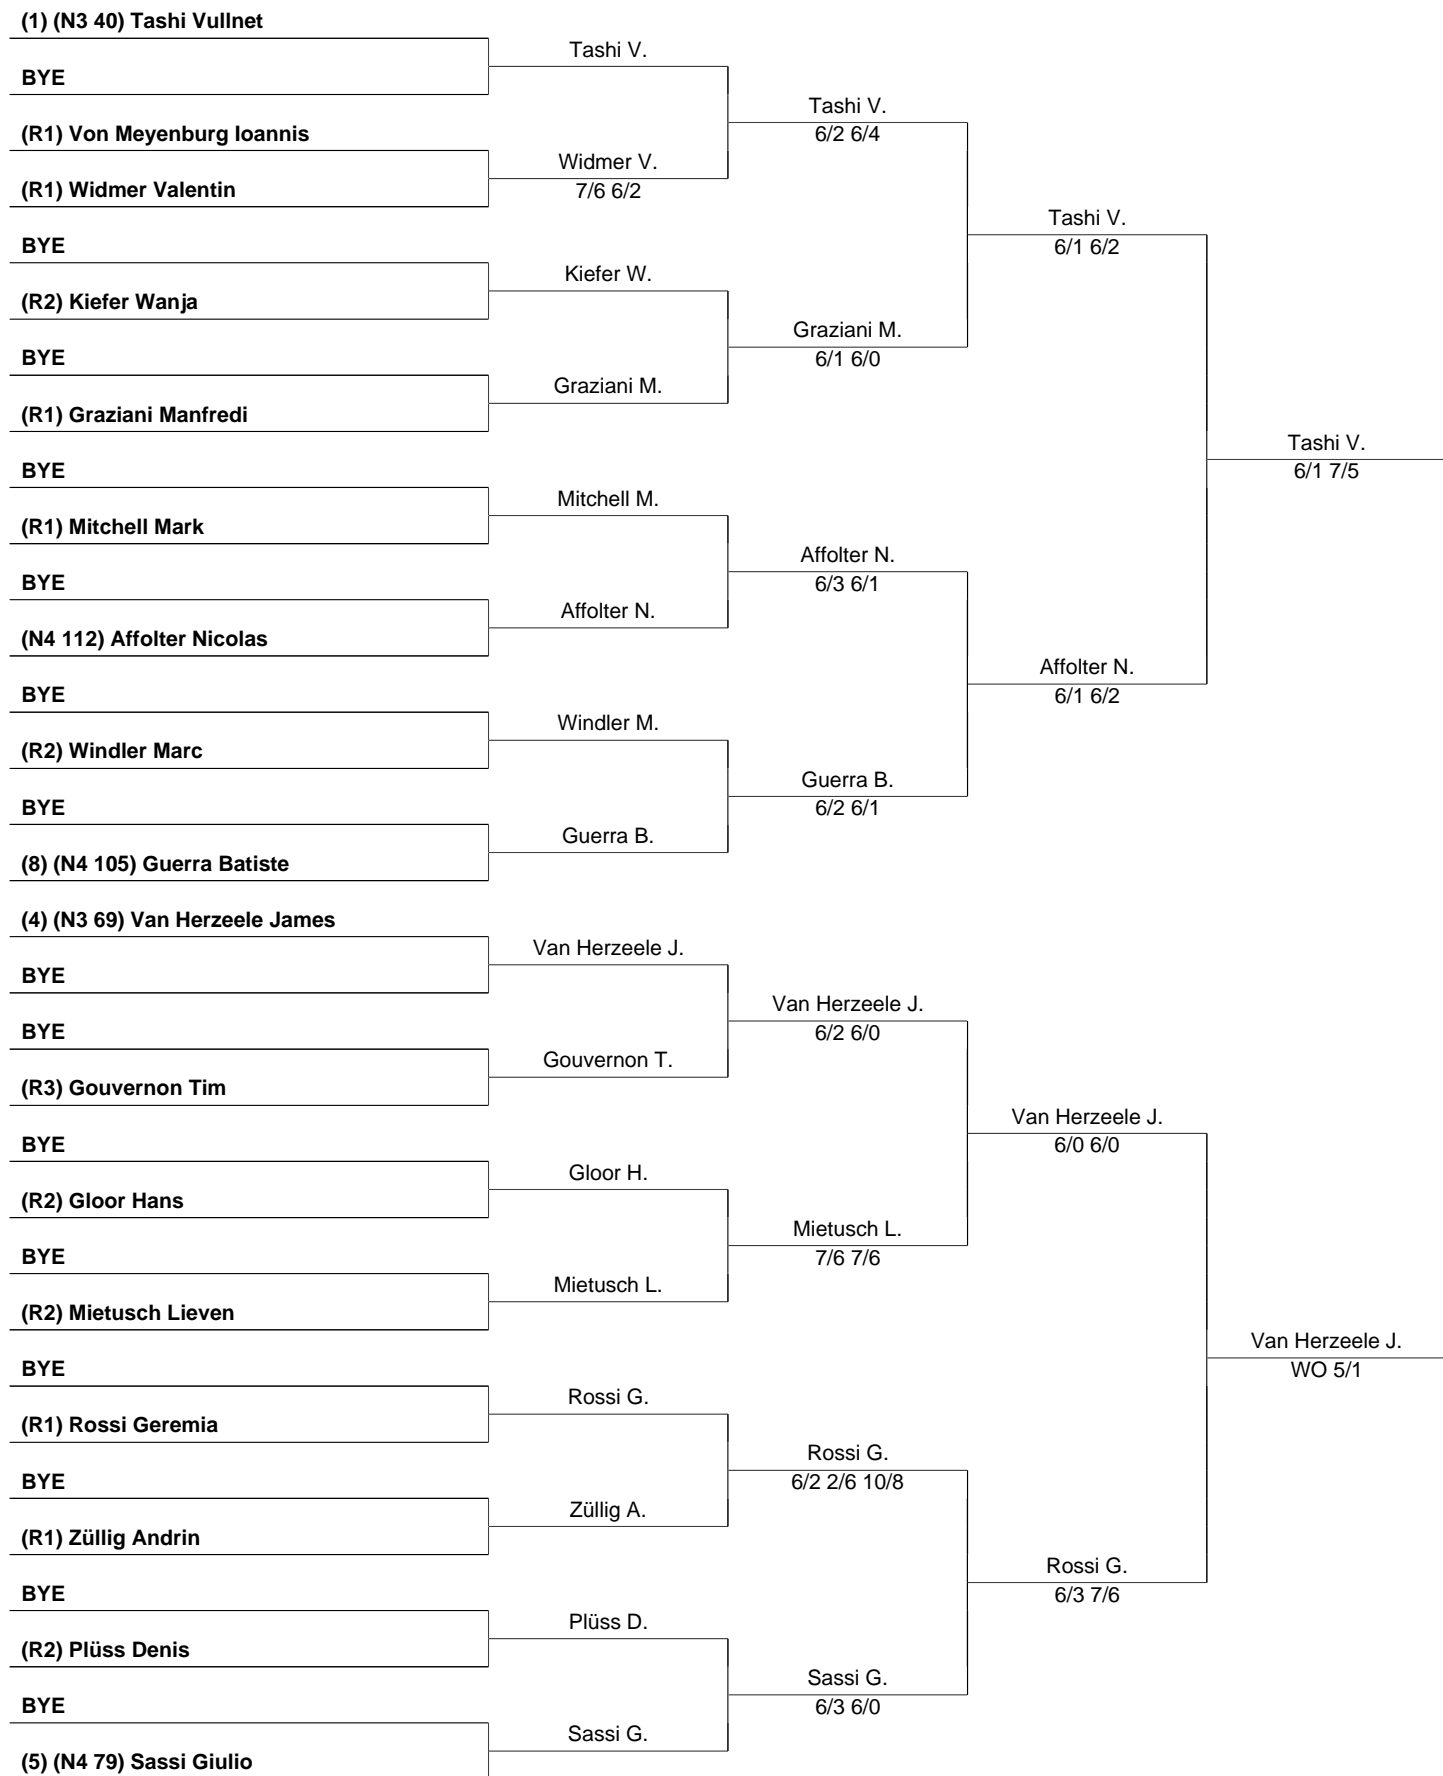 (1) (N3 40) Tashi Vullnet
BYE
(R1) Von Meyenburg Ioannis
(R1) Widmer Valentin
BYE
(R2) Kiefer Wanja
BYE
(R1) Graziani Manfredi
BYE
(R1) Mitchell Mark
BYE
(N4 112) Affolter Nicolas
BYE
(R2) Windler Marc
BYE
(8) (N4 105) Guerra Batiste
(4) (N3 69) Van Herzeele James
BYE
BYE
(R3) Gouvernon Tim
BYE
(R2) Gloor Hans
BYE
(R2) Mietusch Lieven
BYE
(R1) Rossi Geremia
BYE
(R1) Züllig Andrin
BYE
(R2) Plüss Denis
BYE
(5) (N4 79) Sassi Giulio
Tashi V.
Widmer V.
7/6 6/2
Kiefer W.
Graziani M.
Mitchell M.
Affolter N.
Windler M.
Guerra B.
Van Herzeele J.
Gouvernon T.
Gloor H.
Mietusch L.
Rossi G.
Züllig A.
Plüss D.
Sassi G.
Tashi V.
6/2 6/4
Graziani M.
6/1 6/0
Affolter N.
6/3 6/1
Guerra B.
6/2 6/1
Van Herzeele J.
6/2 6/0
Mietusch L.
7/6 7/6
Rossi G.
6/2 2/6 10/8
Sassi G.
6/3 6/0
Tashi V.
6/1 6/2
Affolter N.
6/1 6/2
Van Herzeele J.
6/0 6/0
Rossi G.
6/3 7/6
Tashi V.
6/1 7/5
Van Herzeele J.
WO 5/1